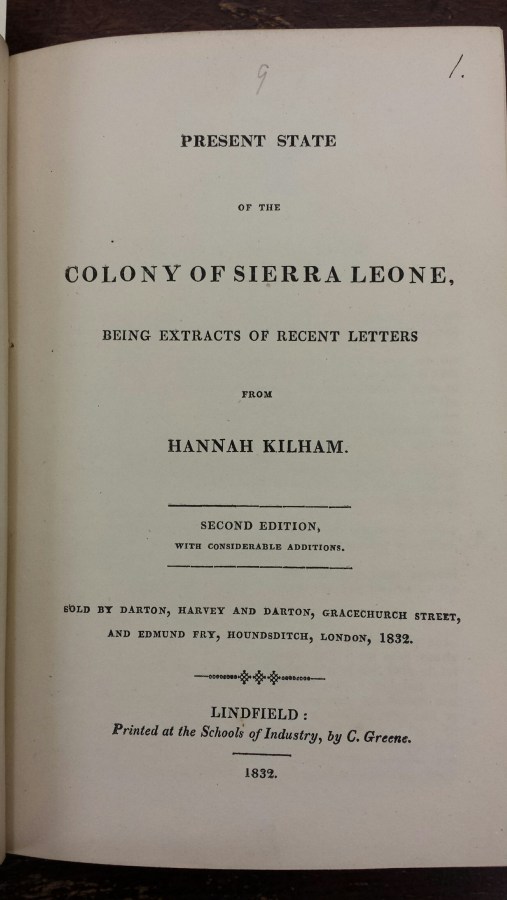 9
1.
PRESENT STATE
OF THE
COLONY OF SIERRA LEONE,
BEING EXTRACTS OF RECENT LETTERS
FROM
HANNAH KILHAM.
SECOND EDITION,
WITH CONSIDERABLE ADDITIONS.
SOLD BY DARTON, HARVEY AND DARTON, GRACECHURCH STREET,
AND EDMUND FRY, HOUNDSDITCH, LONDON, 1832.
LINDFIELD:
Printed at the Schools of Industry, by C. Greene.
1832.